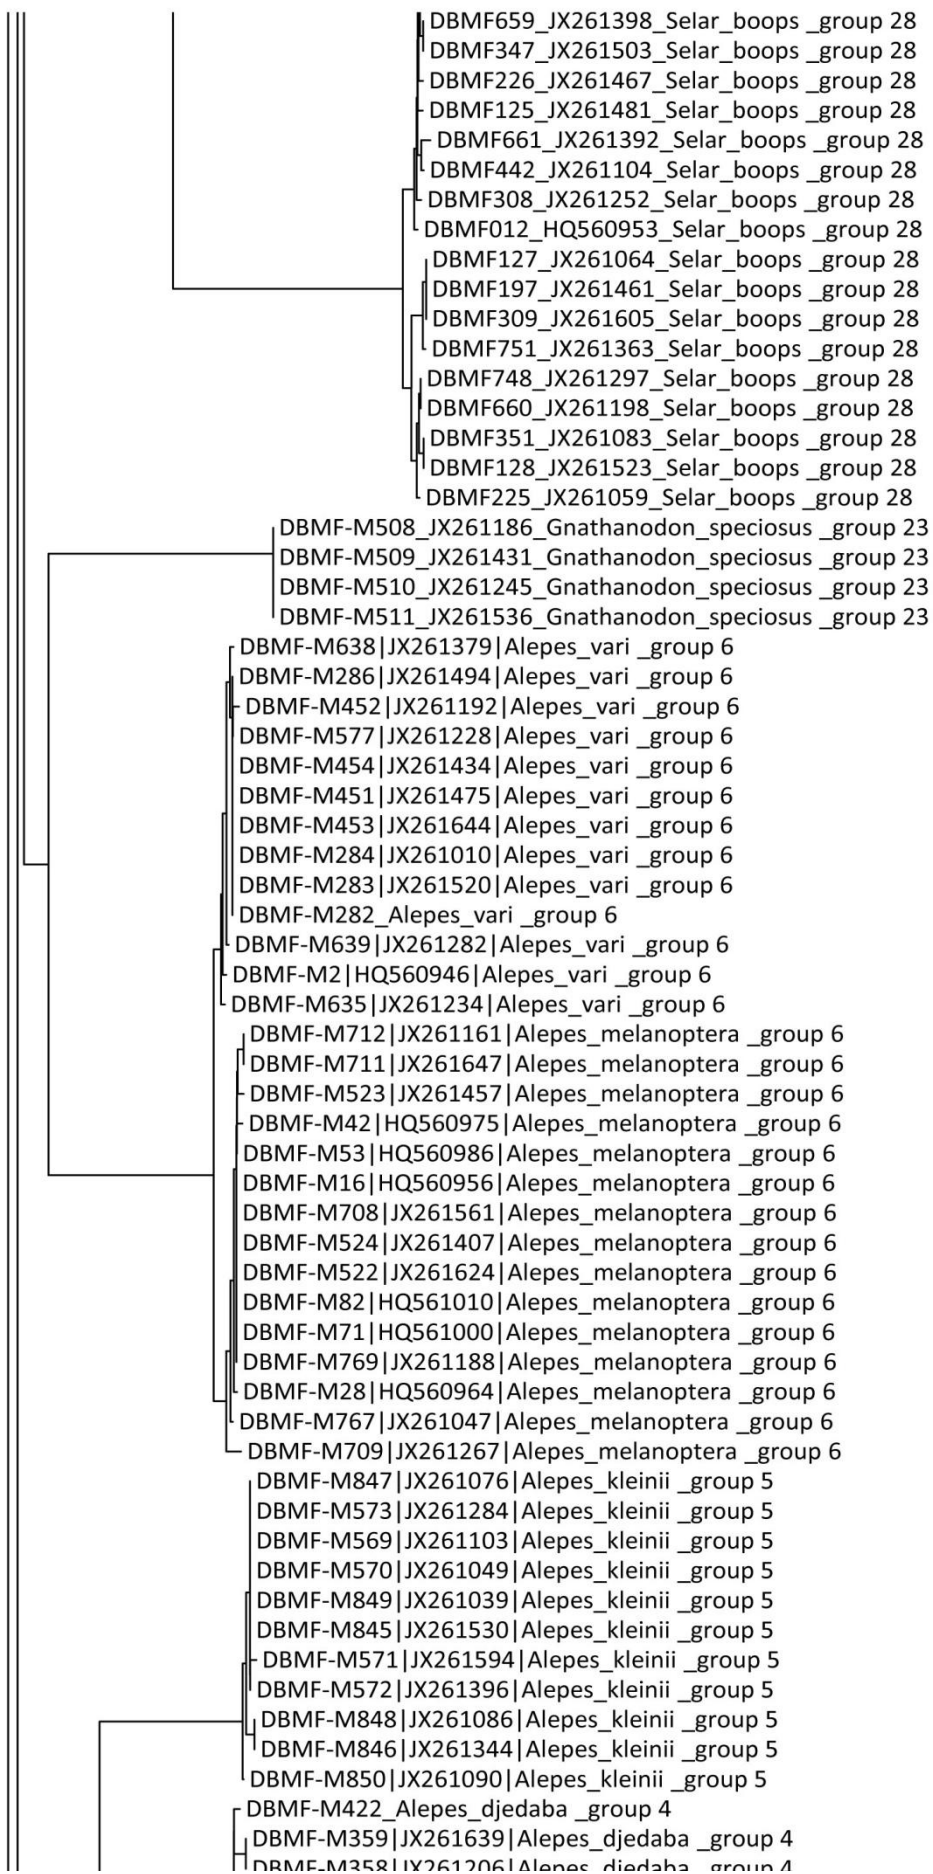 DBMF659_JX261398_Selar_boops _group 28
DBMF347_JX261503_Selar_boops _group 28
DBMF226_JX261467_Selar_boops _group 28
DBMF125_JX261481_Selar_boops _group 28
DBMF661_JX261392_Selar_boops _group 28
DBMF442_JX261104_Selar_boops _group 28
DBMF308_JX261252_Selar_boops _group 28
DBMF012_HQ560953_Selar_boops _group 28
DBMF127_JX261064_Selar_boops _group 28
DBMF197_JX261461_Selar_boops _group 28
DBMF309_JX261605_Selar_boops _group 28
DBMF751_JX261363_Selar_boops _group 28
DBMF748_JX261297_Selar_boops _group 28
DBMF660_JX261198_Selar_boops _group 28
DBMF351_JX261083_Selar_boops _group 28
DBMF128_JX261523_Selar_boops _group 28
DBMF225_JX261059_Selar_boops _group 28
DBMF-M508_JX261186_Gnathanodon_speciosus _group 23
DBMF-M509_JX261431_Gnathanodon_speciosus _group 23
DBMF-M510_JX261245_Gnathanodon_speciosus _group 23
DBMF-M511_JX261536_Gnathanodon_speciosus _group 23
DBMF-M638|JX261379|Alepes_vari _group 6
DBMF-M286|JX261494|Alepes_vari _group 6
DBMF-M452|JX261192|Alepes_vari _group 6
DBMF-M577|JX261228|Alepes_vari _group 6
DBMF-M454|JX261434|Alepes_vari _group 6
DBMF-M451|JX261475|Alepes_vari _group 6
DBMF-M453|JX261644|Alepes_vari _group 6
DBMF-M284|JX261010|Alepes_vari _group 6
DBMF-M283|JX261520|Alepes_vari _group 6
DBMF-M282_Alepes_vari _group 6
DBMF-M639|JX261282|Alepes_vari _group 6
DBMF-M2|HQ560946|Alepes_vari _group 6
DBMF-M635|JX261234|Alepes_vari _group 6
DBMF-M712|JX261161|Alepes_melanoptera _group 6
DBMF-M711|JX261647|Alepes_melanoptera _group 6
DBMF-M523|JX261457|Alepes_melanoptera _group 6
DBMF-M42|HQ560975|Alepes_melanoptera _group 6
DBMF-M53|HQ560986|Alepes_melanoptera _group 6
DBMF-M16|HQ560956|Alepes_melanoptera _group 6
DBMF-M708|JX261561|Alepes_melanoptera _group 6
DBMF-M524|JX261407|Alepes_melanoptera _group 6
DBMF-M522|JX261624|Alepes_melanoptera _group 6
DBMF-M82|HQ561010|Alepes_melanoptera _group 6
DBMF-M71|HQ561000|Alepes_melanoptera _group 6
DBMF-M769|JX261188|Alepes_melanoptera _group 6
DBMF-M28|HQ560964|Alepes_melanoptera _group 6
DBMF-M767|JX261047|Alepes_melanoptera _group 6
DBMF-M709|JX261267|Alepes_melanoptera _group 6
DBMF-M847|JX261076|Alepes_kleinii _group 5
DBMF-M573|JX261284|Alepes_kleinii _group 5
DBMF-M569|JX261103|Alepes_kleinii _group 5
DBMF-M570|JX261049|Alepes_kleinii _group 5
DBMF-M849|JX261039|Alepes_kleinii _group 5
DBMF-M845|JX261530|Alepes_kleinii _group 5
DBMF-M571|JX261594|Alepes_kleinii _group 5
DBMF-M572|JX261396|Alepes_kleinii _group 5
DBMF-M848|JX261086|Alepes_kleinii _group 5
DBMF-M846|JX261344|Alepes_kleinii _group 5
DBMF-M850|JX261090|Alepes_kleinii _group 5
DBMF-M422_Alepes_djedaba _group 4
DBMF-M359|JX261639|Alepes_djedaba _group 4
DBMF-M358|JX261206|Alepes_djedaba _group 4